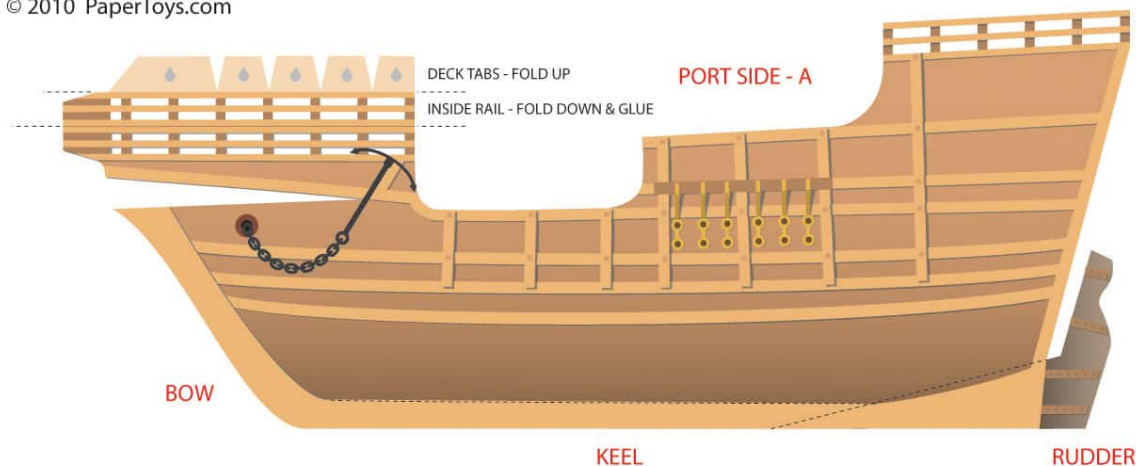 © 2010 PaperToys.com
DECK TABS - FOLD UP
PORT SIDE - A
INSIDE RAIL - FOLD DOWN & GLUE
BOW
KEEL
RUDDER